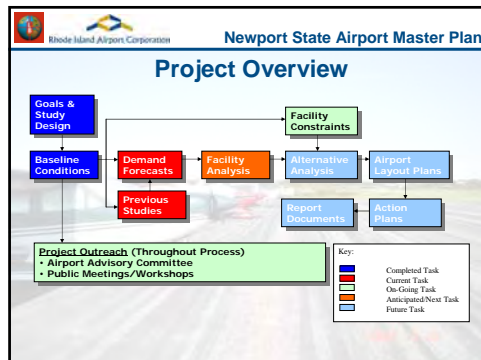 Rhode Island Airport Corporation
Newport State Airport Master Plan
Project Overview
Goals &
Study
Design
Facility
Constraints
Baseline
Conditions
Demand
Forecasts
Facility
Analysis
Alternative
Analysis
Airport
Layout Plans
Previous
Studies
Report
Documents
Action
Plans
Project Outreach (Throughout Process)
• Airport Advisory Committee
• Public Meetings/Workshops
Key:
Completed Task
Current Task
On-Going Task
Anticipated/Next Task
Future Task